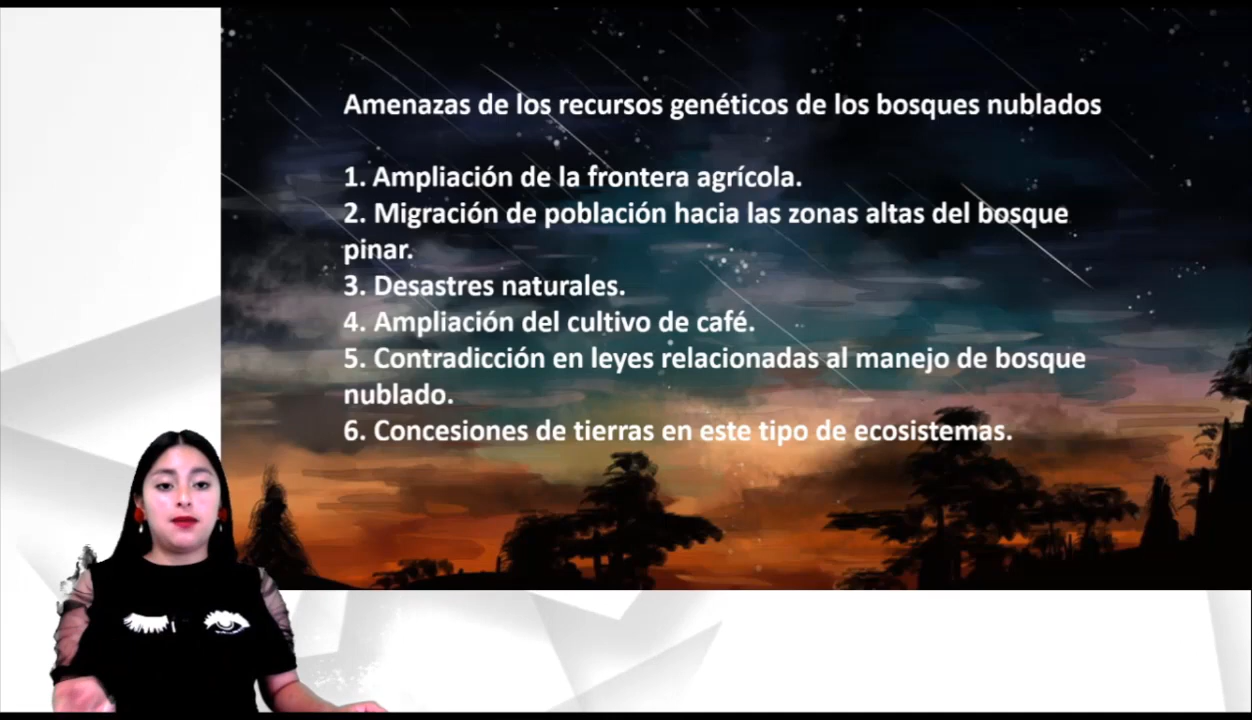 Amenazas de los recursos genéticos de los bosques nublados
1. Ampliación de la frontera agrícola.
2. Migración de población hacia las zonas altas del bosque
pinar.
3. Desastres naturales.
4. Ampliación del cultivo de café.
5. Contradicción en leyes relacionadas al manejo de bosque
nublado.
6. Concesiones de tierras en este tipo de ecosistemas.